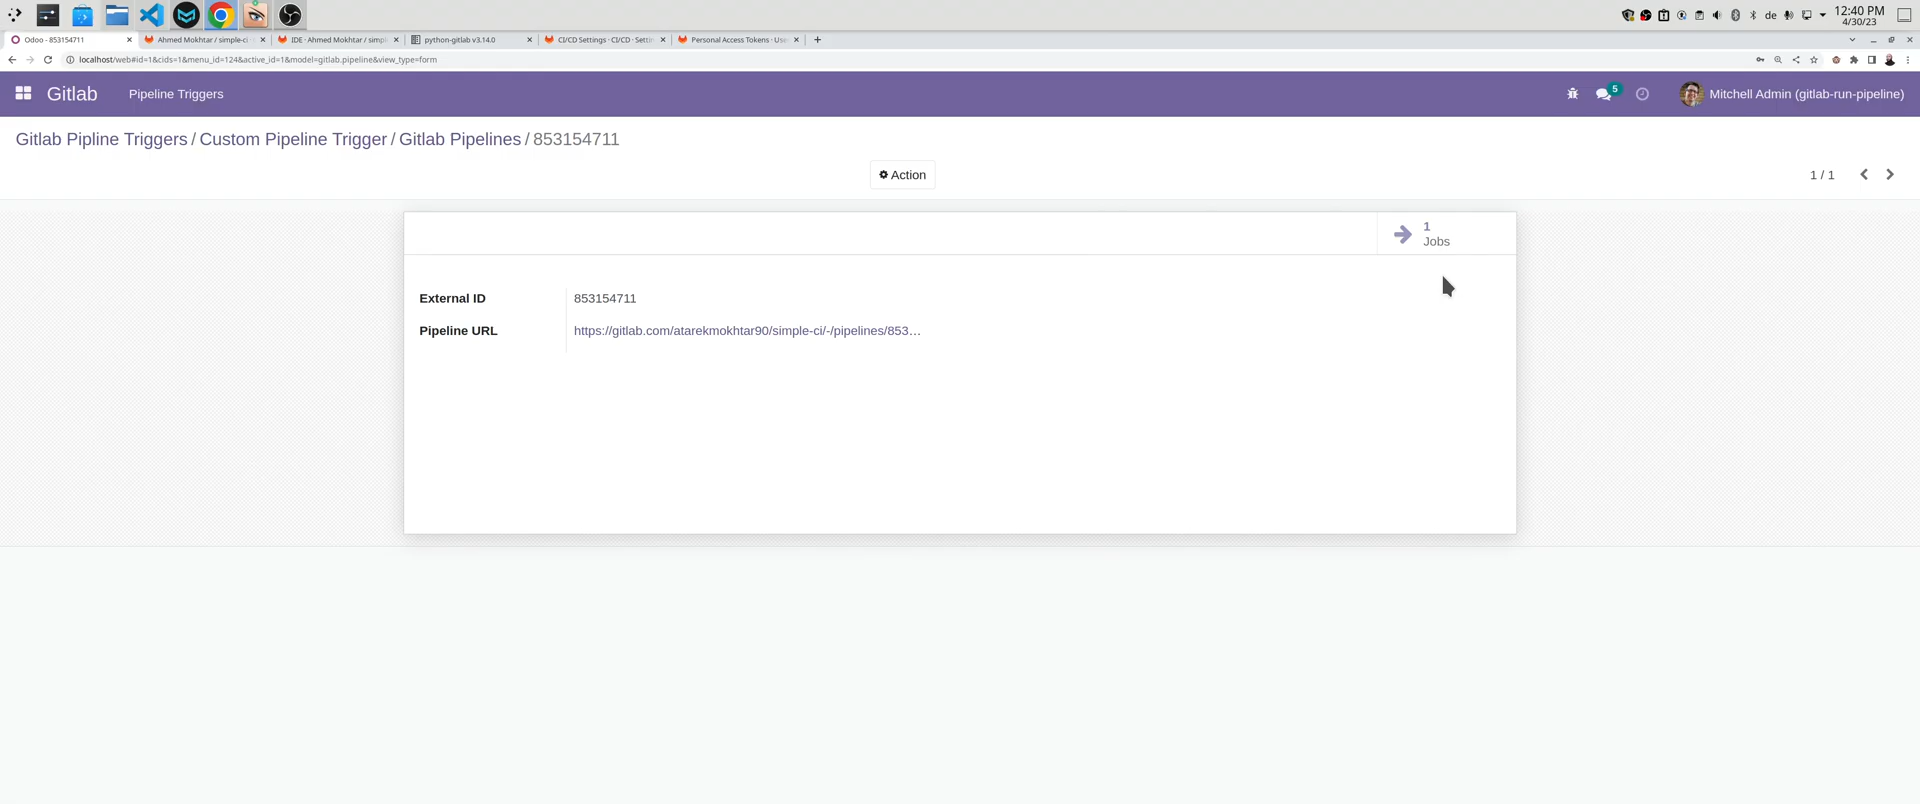 12:40 PM
4/30/23
de
Odoo - 853154711
Ahmed Mokhtar / simple-ci
IDE · Ahmed Mokhtar / simpl
python-gitlab v3.14.0
CI/CD Settings · CI/CD · Settin
Personal Access Tokens · Use
localhost/web#id=1&cids=1&menu_id=124&active_id=1&model=gitlab.pipeline&view_type=form
Gitlab
Pipeline Triggers
5
Mitchell Admin (gitlab-run-pipeline)
Gitlab Pipline Triggers / Custom Pipeline Trigger / Gitlab Pipelines / 853154711
Action
1 / 1
1
Jobs
External ID
853154711
Pipeline URL
https://gitlab.com/atarekmokhtar90/simple-ci/-/pipelines/853…